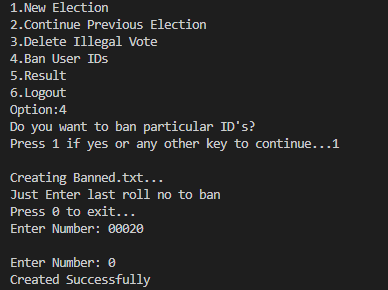 1.New Election
2.Continue Previous Election
3.Delete Illegal Vote
4.Ban User IDs
5.Result
6.Logout
Option:4
Do you want to ban particular ID's?
Press 1 if yes or any other key to continue...1
Creating Banned.txt...
Just Enter last roll no to ban
Press 0 to exit...
Enter Number: 00020
Enter Number: 0
Created Successfully